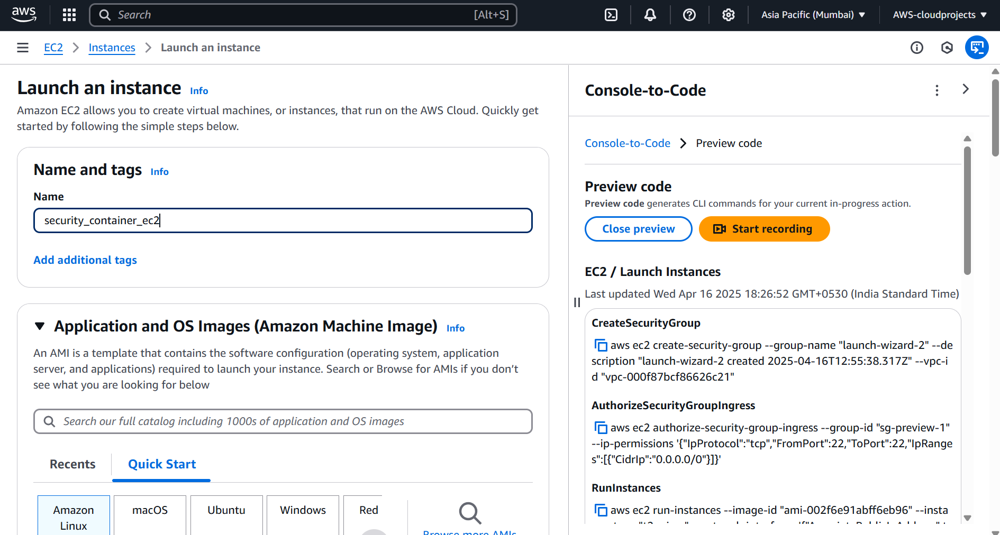 aws
Search [Alt+S]
Asia Pacific (Mumbai)
AWS-cloudprojects
EC2
Instances
Launch an instance
Launch an instance Info
Amazon EC2 allows you to create virtual machines, or instances, that run on the AWS Cloud. Quickly get
started by following the simple steps below.
Name and tags Info
Name
security_container_ec2
Add additional tags
Application and OS Images (Amazon Machine Image) Info
An AMI is a template that contains the software configuration (operating system, application
server, and applications) required to launch your instance. Search or Browse for AMIs if you don’t
see what you are looking for below
Search our full catalog including 1000s of application and OS images
Recents
Quick Start
Amazon
Linux
macOS
Ubuntu
Windows
Red
Browse more AMIs
Console-to-Code
Console-to-Code
Preview code
Preview code
Preview code generates CLI commands for your current in-progress action.
Close preview
Start recording
EC2 / Launch Instances
Last updated Wed Apr 16 2025 18:26:52 GMT+0530 (India Standard Time)
CreateSecurityGroup
aws ec2 create-security-group --group-name "launch-wizard-2" --de
scription "launch-wizard-2 created 2025-04-16T12:55:38.317Z" --vpc-i
d "vpc-000f87bcf86626c21"
AuthorizeSecurityGroupIngress
aws ec2 authorize-security-group-ingress --group-id "sg-preview-1"
--ip-permissions '{"IpProtocol":"tcp","FromPort":22,"ToPort":22,"IpRange
s":[{"CidrIp":"0.0.0.0/0"}]}'
RunInstances
aws ec2 run-instances --image-id "ami-002f6e91abff6eb96" --insta